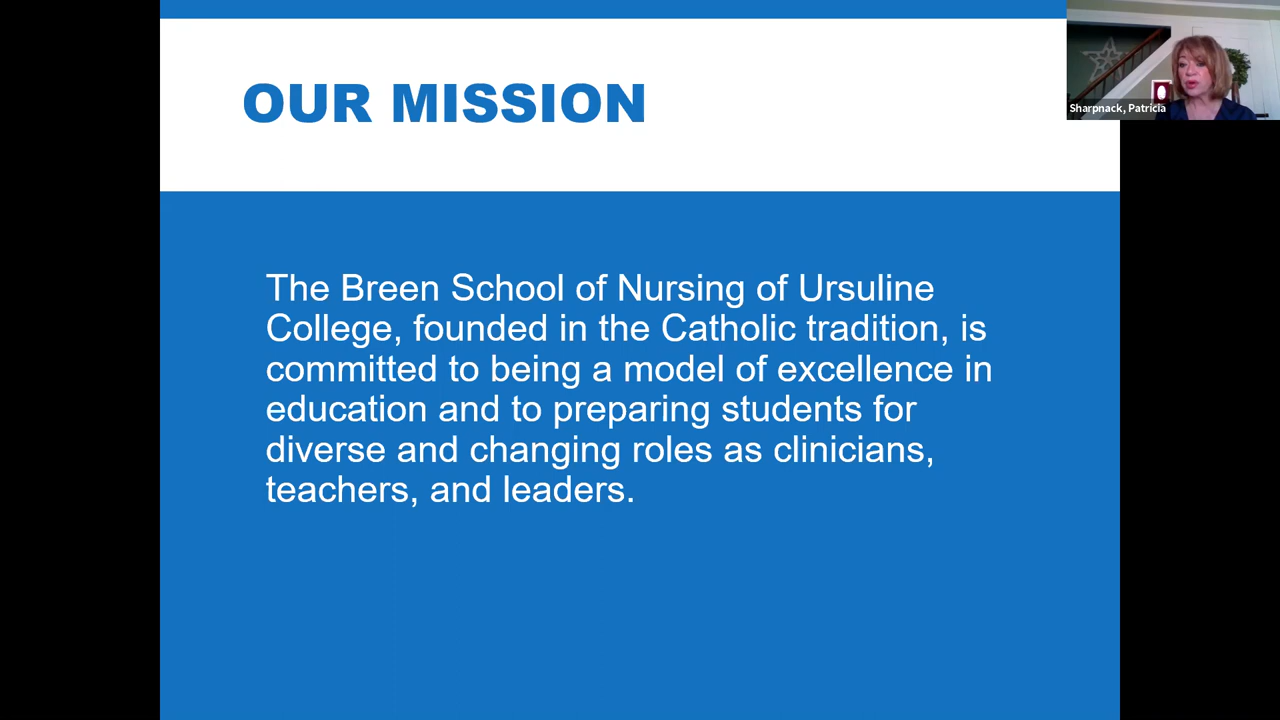 OUR MISSION
Sharpnack, Patricia
The Breen School of Nursing of Ursuline
College, founded in the Catholic tradition, is
committed to being a model of excellence in
education and to preparing students for
diverse and changing roles as clinicians,
teachers, and leaders.